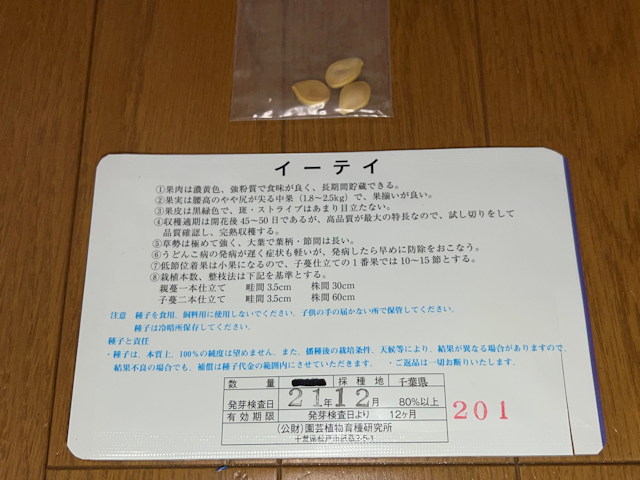 イーティ
①果肉は濃黄色、強粉質で食味が良く、長期間貯蔵できる。
②果実は腰高のやや尻が尖る中果(1.8～2.5kg)で、果揃いが良い。
③果皮は黒緑色で、斑・ストライプはあまり目立たない。
④収穫適期は開花後45～50日であるが、高品質が最大の特長なので、試し切りをして
品質確認し、完熟収穫する。
⑤草勢は極めて強く、大葉で葉柄・節間は長い。
⑥うどんこ病の発病が遅く症状も軽いが、発病したら早めに防除をおこなう。
⑦低節位着果は小果になるので、子蔓仕立ての1番果では10～15節とする。
⑧栽植本数、整枝法は下記を基準とする。
親蔓一本仕立て 畦間3.5cm 株間30cm
子蔓二本仕立て 畦間3.5cm 株間60cm
注意 種子を食用、飼料用に使用しないでください。子供の手の届かない所で保管してください。
種子は冷暗所保存してください。
種子と責任
・種子は、本質上、100%の純度は望めません。また、播種後の栽培条件、天候等により、結果が異なる場合がありますので、
結果不良の場合でも、補償は種子代金の範囲内にさせていただきます。・ご返品は一切お断りいたします。
数量 採種地 千葉県
発芽検査日 21年12月 80%以上
有効期限 発芽検査日より 12ヶ月
(公財)園芸植物育種研究所
千葉県松戸市
201